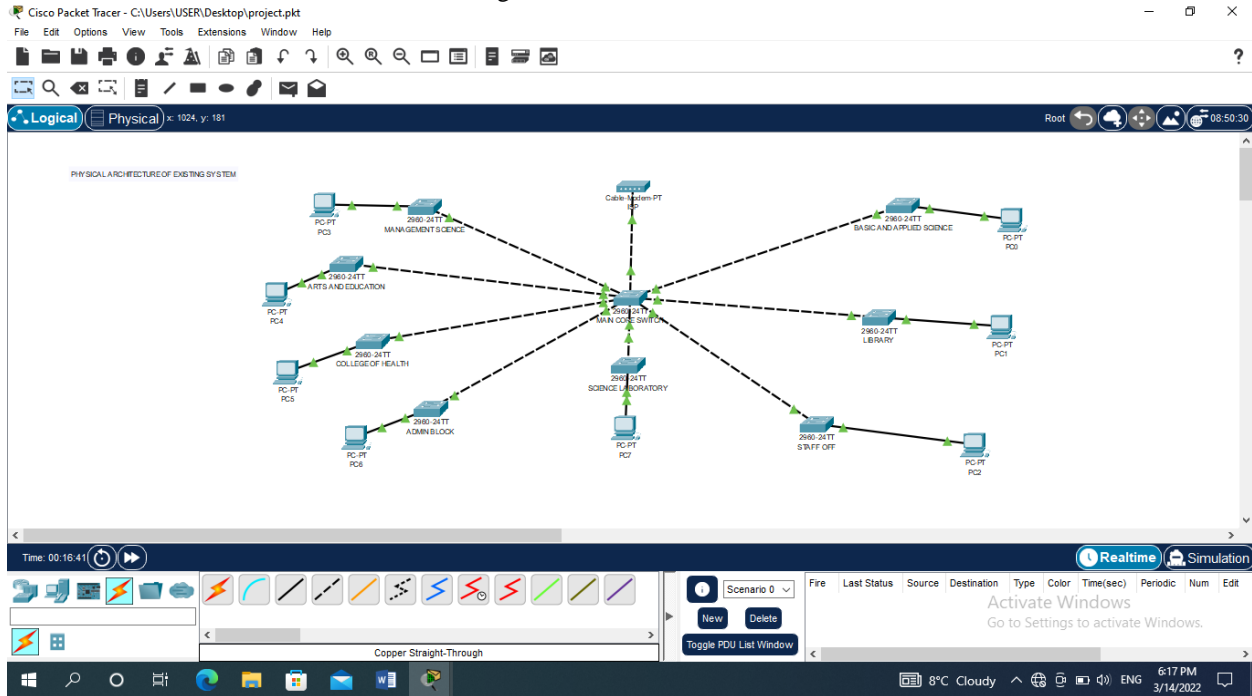 Cisco Packet Tracer - C:\Users\USER\Desktop\project.pkt
File Edit Options View Tools Extensions Window Help
Logical Physical x: 1024, y: 181 Root 08:50:30
PHYSICAL ARCHITECTURE OF EXISTING SYSTEM
PC-PT
PC3
2960-24TT
MANAGEMENT SCIENCE
Cable-Modem-PT
ISP
2960-24TT
BASIC AND APPLIED SCIENCE
PC-PT
PC0
2960-24TT
ARTS AND EDUCATION
PC-PT
PC4
2960-24TT
MAIN CORE SWITCH
2960-24TT
LIBRARY
PC-PT
PC1
2960-24TT
COLLEGE OF HEALTH
PC-PT
PC5
2960-24TT
SCIENCE LABORATORY
2960-24TT
ADMIN BLOCK
PC-PT
PC6
PC-PT
PC7
2960-24TT
STAFF OFF
PC-PT
PC2
Time: 00:16:41 Realtime Simulation
Scenario 0
New Delete
Toggle PDU List Window
Fire Last Status Source Destination Type Color Time(sec) Periodic Num Edit
Activate Windows
Go to Settings to activate Windows.
Copper Straight-Through
8°C Cloudy ENG 6:17 PM
3/14/2022